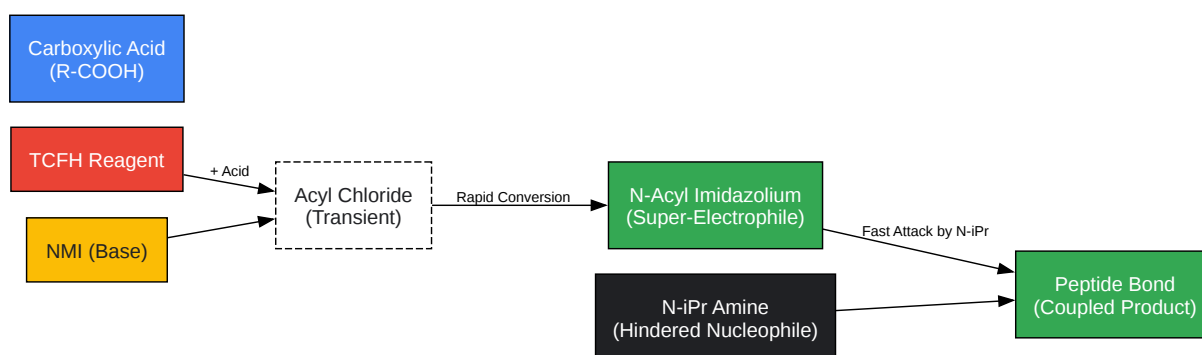 Carboxylic Acid
(R-COOH)
TCFH Reagent
+ Acid
NMI (Base)
Acyl Chloride
(Transient)
Rapid Conversion
N-Acyl Imidazolium
(Super-Electrophile)
Fast Attack by N-iPr
N-iPr Amine
(Hindered Nucleophile)
Peptide Bond
(Coupled Product)